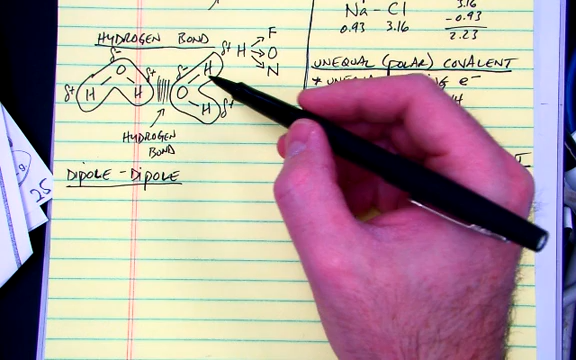 HYDROGEN BOND
δ+ H F
O
N
δ- O δ+
δ+ H H
δ- H
O
H δ+
HYDROGEN
BOND
DIPOLE - DIPOLE
25
Na - Cl
0.93 3.16
3.16
-0.93
2.23
UNEQUAL (POLAR) COVALENT
e-